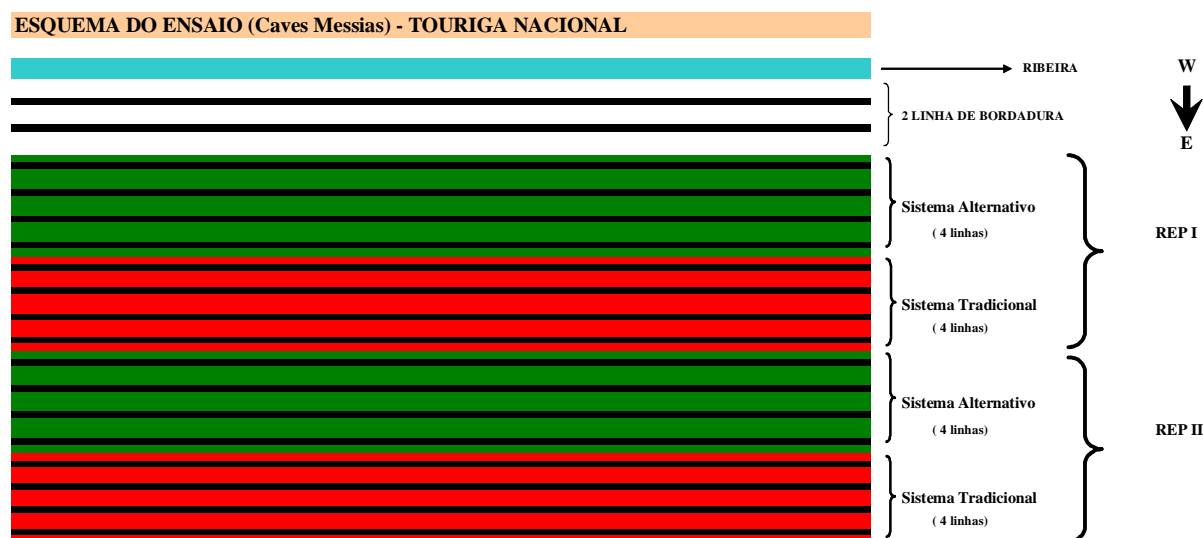 ESQUEMA DO ENSAIO (Caves Messias) - TOURIGA NACIONAL
RIBEIRA
W
2 LINHA DE BORDADURA
E
Sistema Alternativo
( 4 linhas)
REP I
Sistema Tradicional
( 4 linhas)
Sistema Alternativo
( 4 linhas)
REP II
Sistema Tradicional
( 4 linhas)